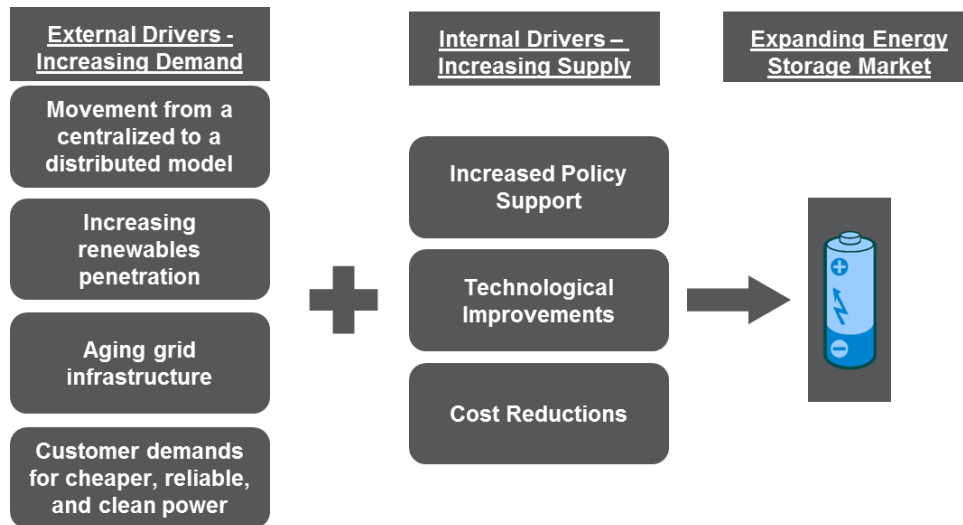 External Drivers -
Increasing Demand
Movement from a
centralized to a
distributed model
Increasing
renewables
penetration
Aging grid
infrastructure
Customer demands
for cheaper, reliable,
and clean power
Internal Drivers –
Increasing Supply
Increased Policy
Support
Technological
Improvements
Cost Reductions
Expanding Energy
Storage Market